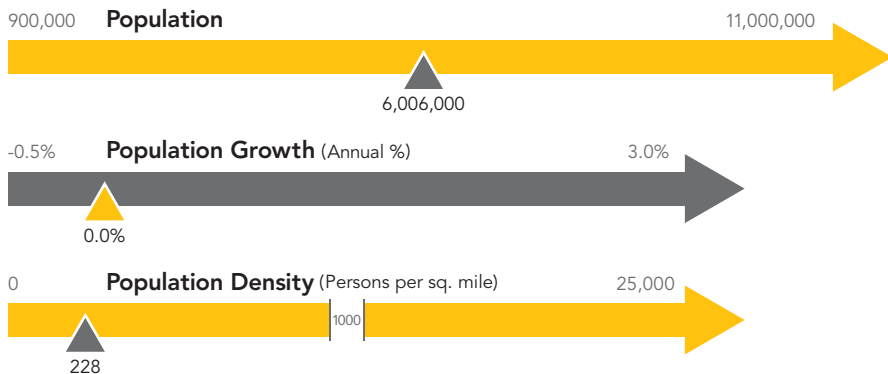 900,000 Population 11,000,000
6,006,000
-0.5% Population Growth (Annual %) 3.0%
0.0%
0 Population Density (Persons per sq. mile) 25,000
1000
228